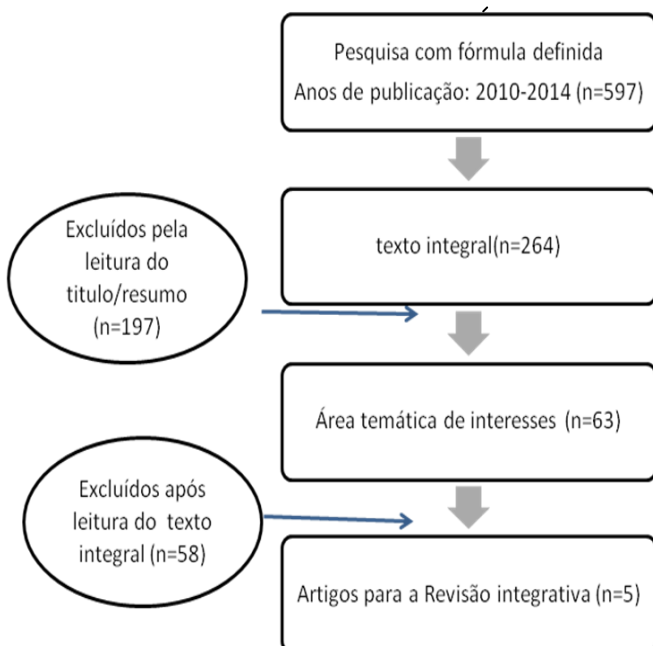 Pesquisa com fórmula definida
Anos de publicação: 2010-2014 (n=597)
Excluídos pela
leitura do
titulo/resumo
(n=197)
texto integral(n=264)
Área temática de interesses (n=63)
Excluídos após
leitura do texto
integral (n=58)
Artigos para a Revisão integrativa (n=5)